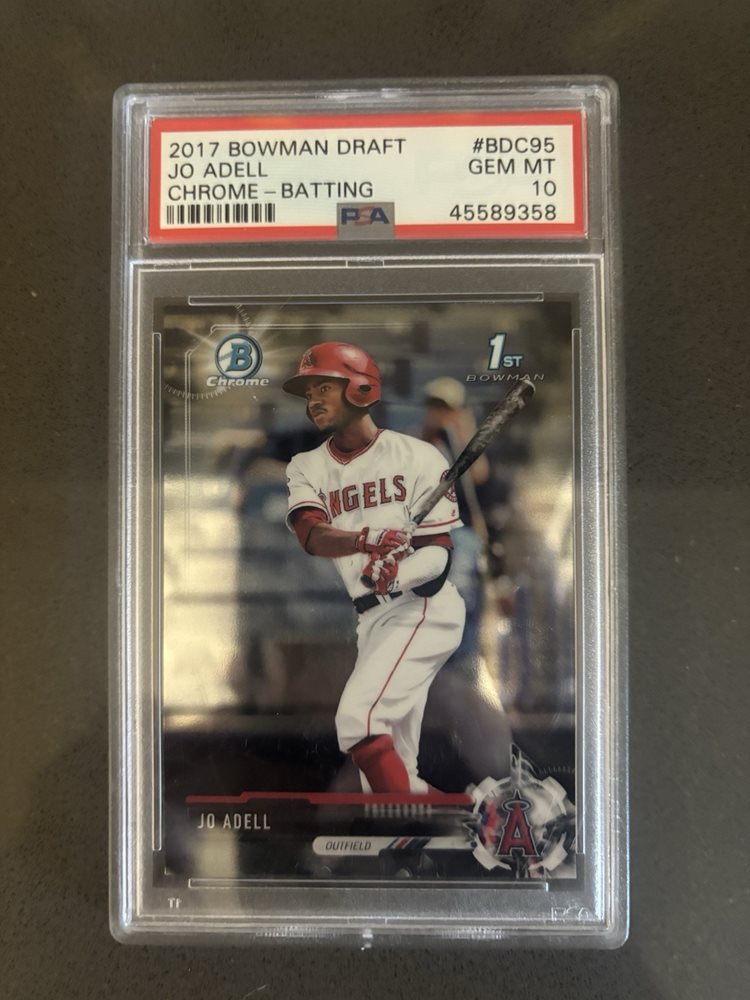 2017 BOWMAN DRAFT #BDC95
JO ADELL GEM MT
CHROME - BATTING 10
PSA 45589358
B
Chrome
1ST
BOWMAN
A
ANGELS
JO ADELL
OUTFIELD
A